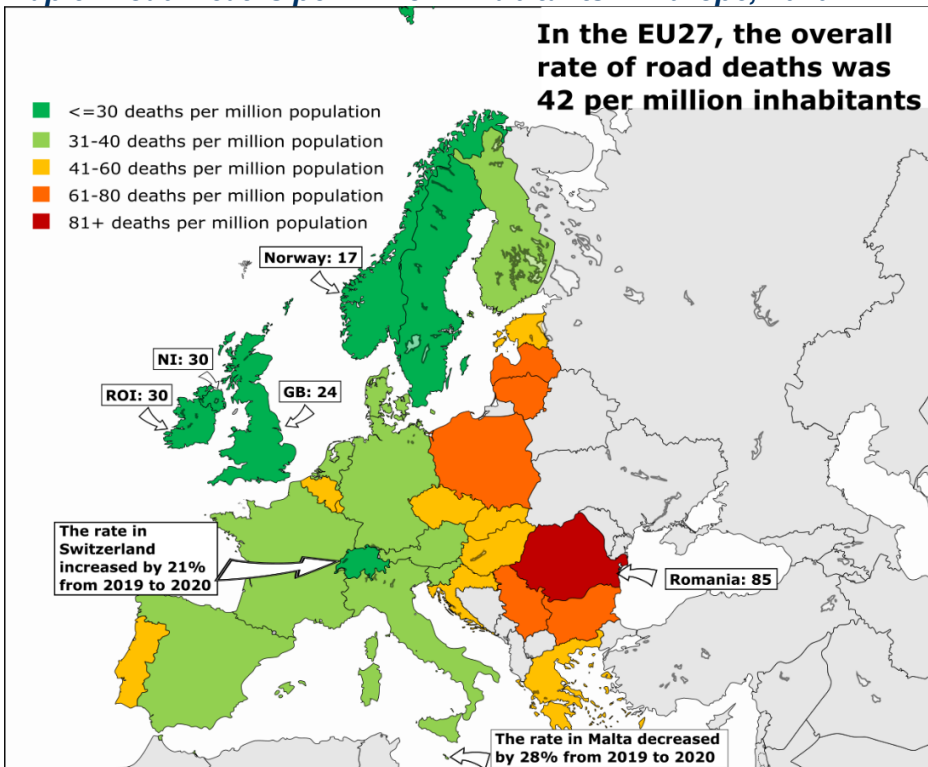 In the EU27, the overall
rate of road deaths was
42 per million inhabitants
<=30 deaths per million population
31-40 deaths per million population
41-60 deaths per million population
61-80 deaths per million population
81+ deaths per million population
Norway: 17
NI: 30
ROI: 30
GB: 24
The rate in
Switzerland
increased by 21%
from 2019 to 2020
Romania: 85
The rate in Malta decreased
by 28% from 2019 to 2020